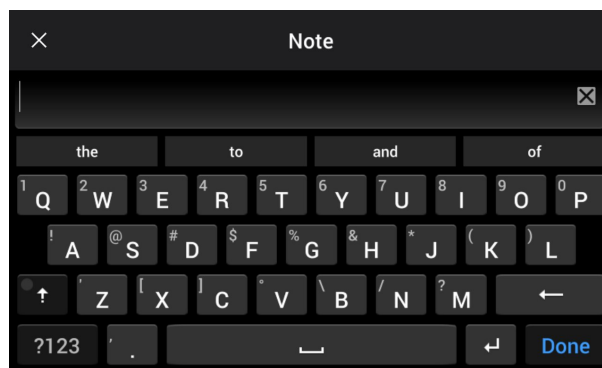 Note
the to and of
1 Q 2 W 3 E 4 R 5 T 6 Y 7 U 8 I 9 O 0 P
! A @ S # D $ F % G & H * J ( K ) L
' Z [ X ] C ° V \ B / N ? M
?123 ' . Done